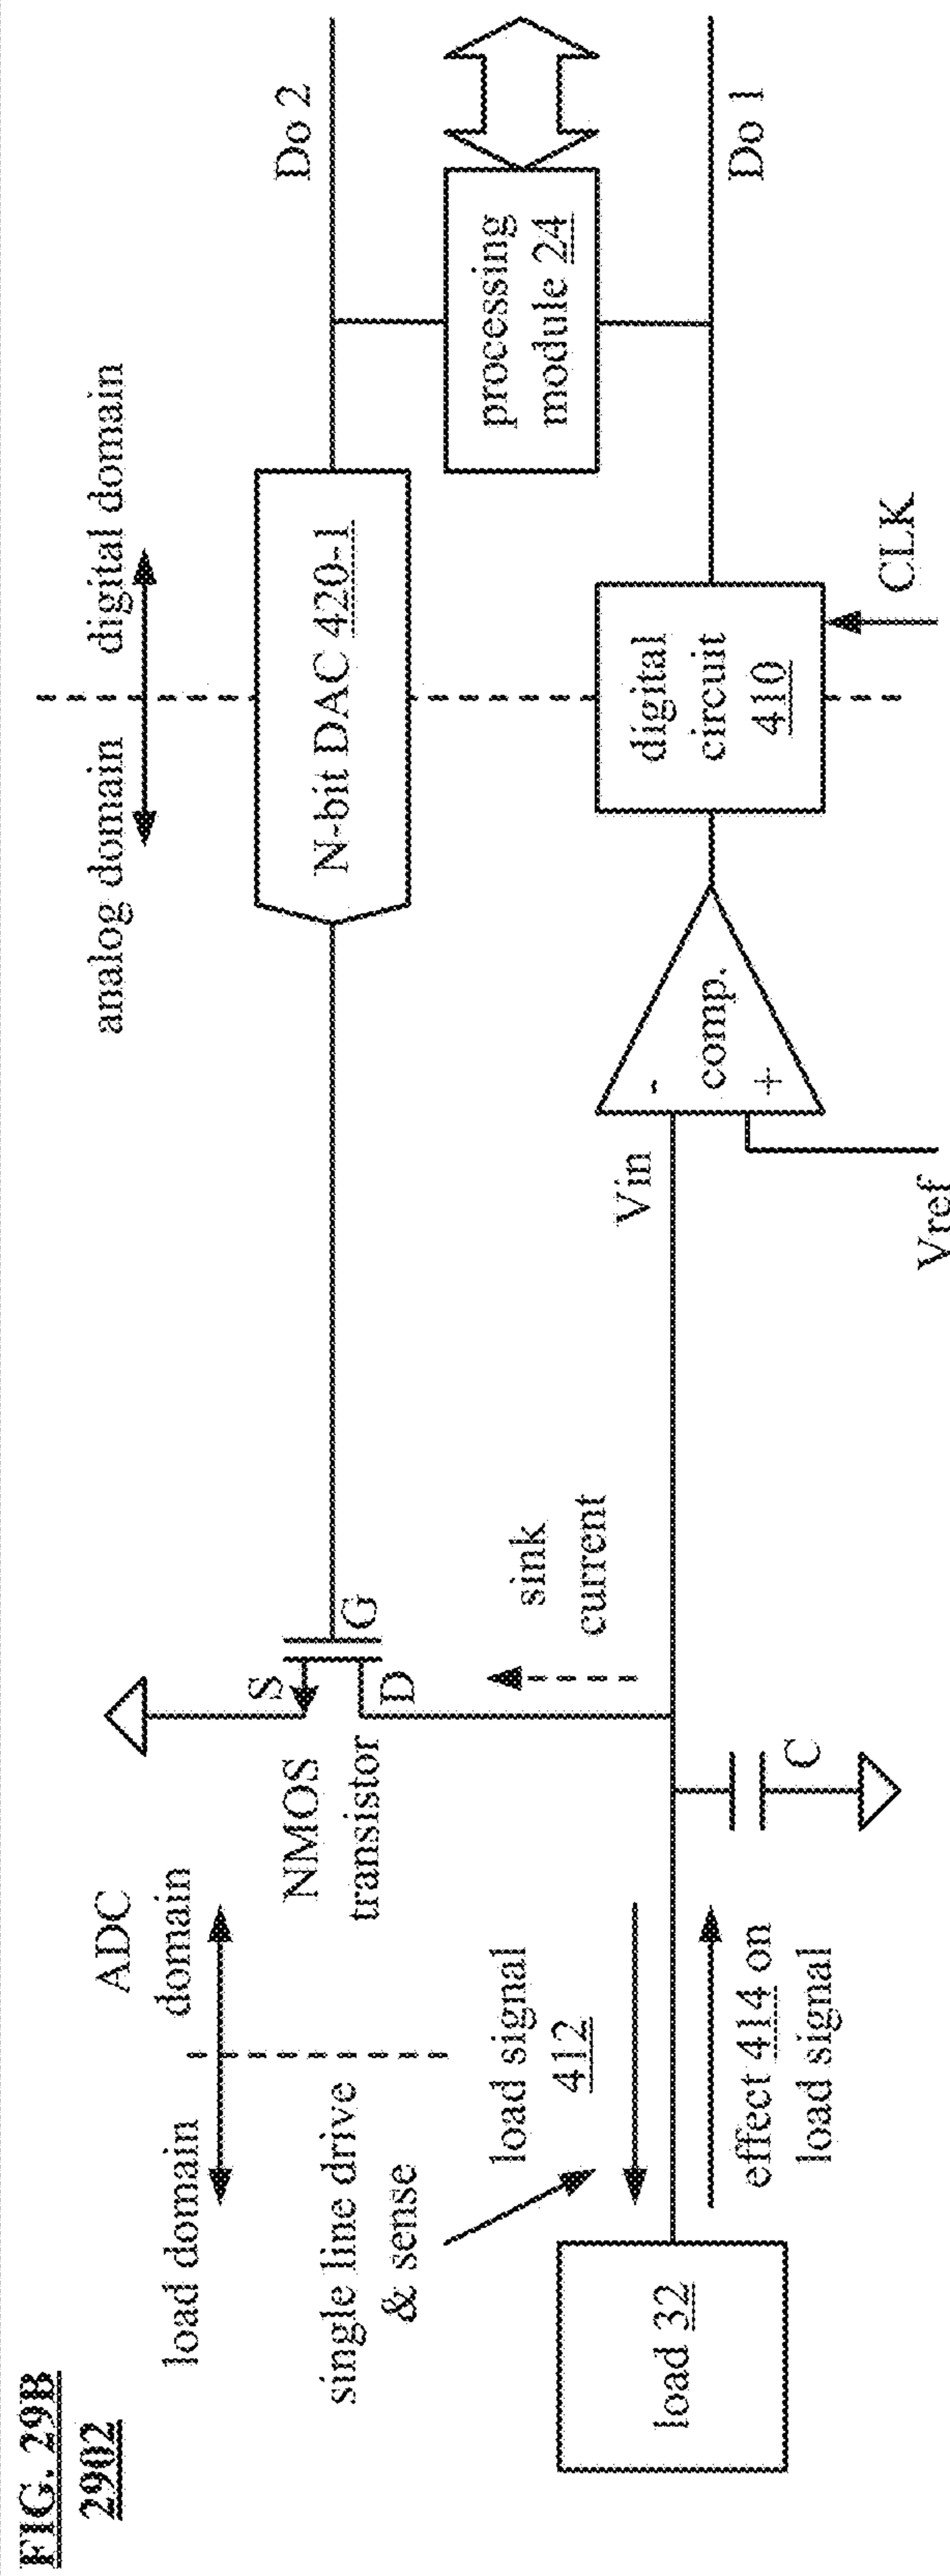 FIG. 29B
2902
load domain
ADC
domain
analog domain
digital domain
single line drive
& sense
NMOS
transistor
S
G
D
N-bit DAC 420-1
Do 2
load signal
412
sink
current
processing
module 24
load 32
effect 414 on
load signal
C
Vin
Vref
-
comp.
+
digital
circuit
410
CLK
Do 1